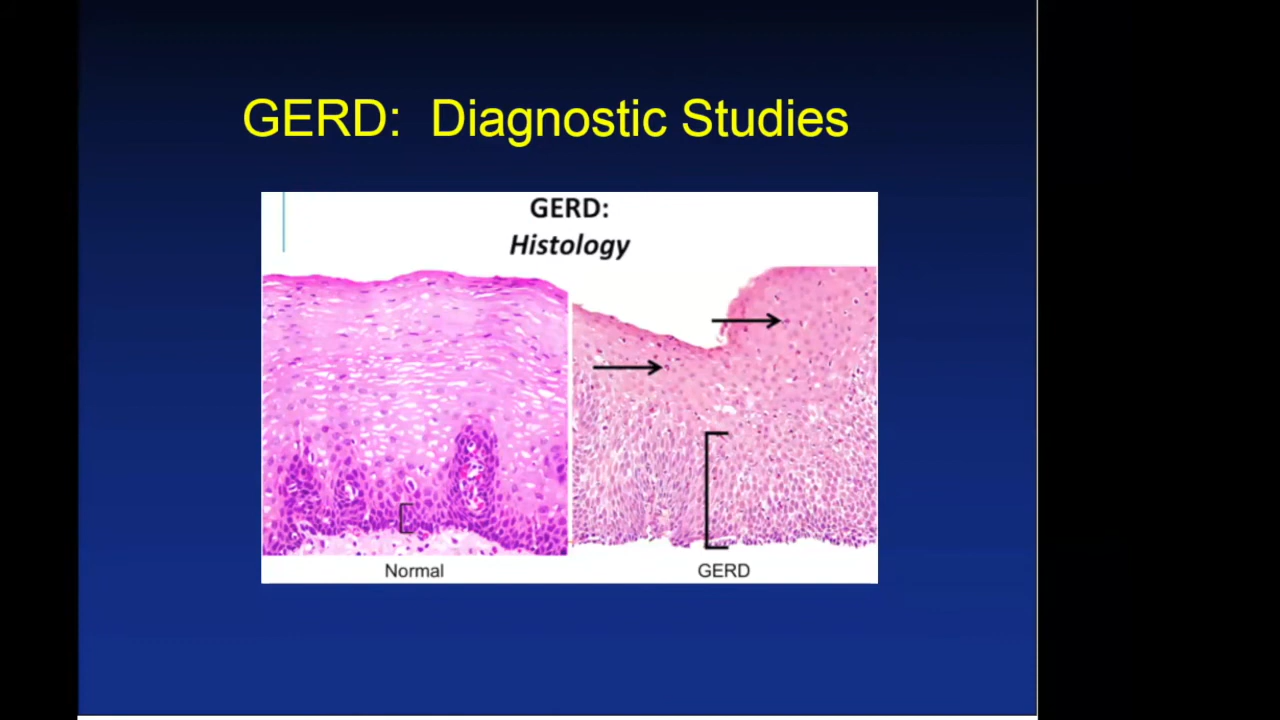 GERD: Diagnostic Studies
GERD:
Histology
Normal
GERD